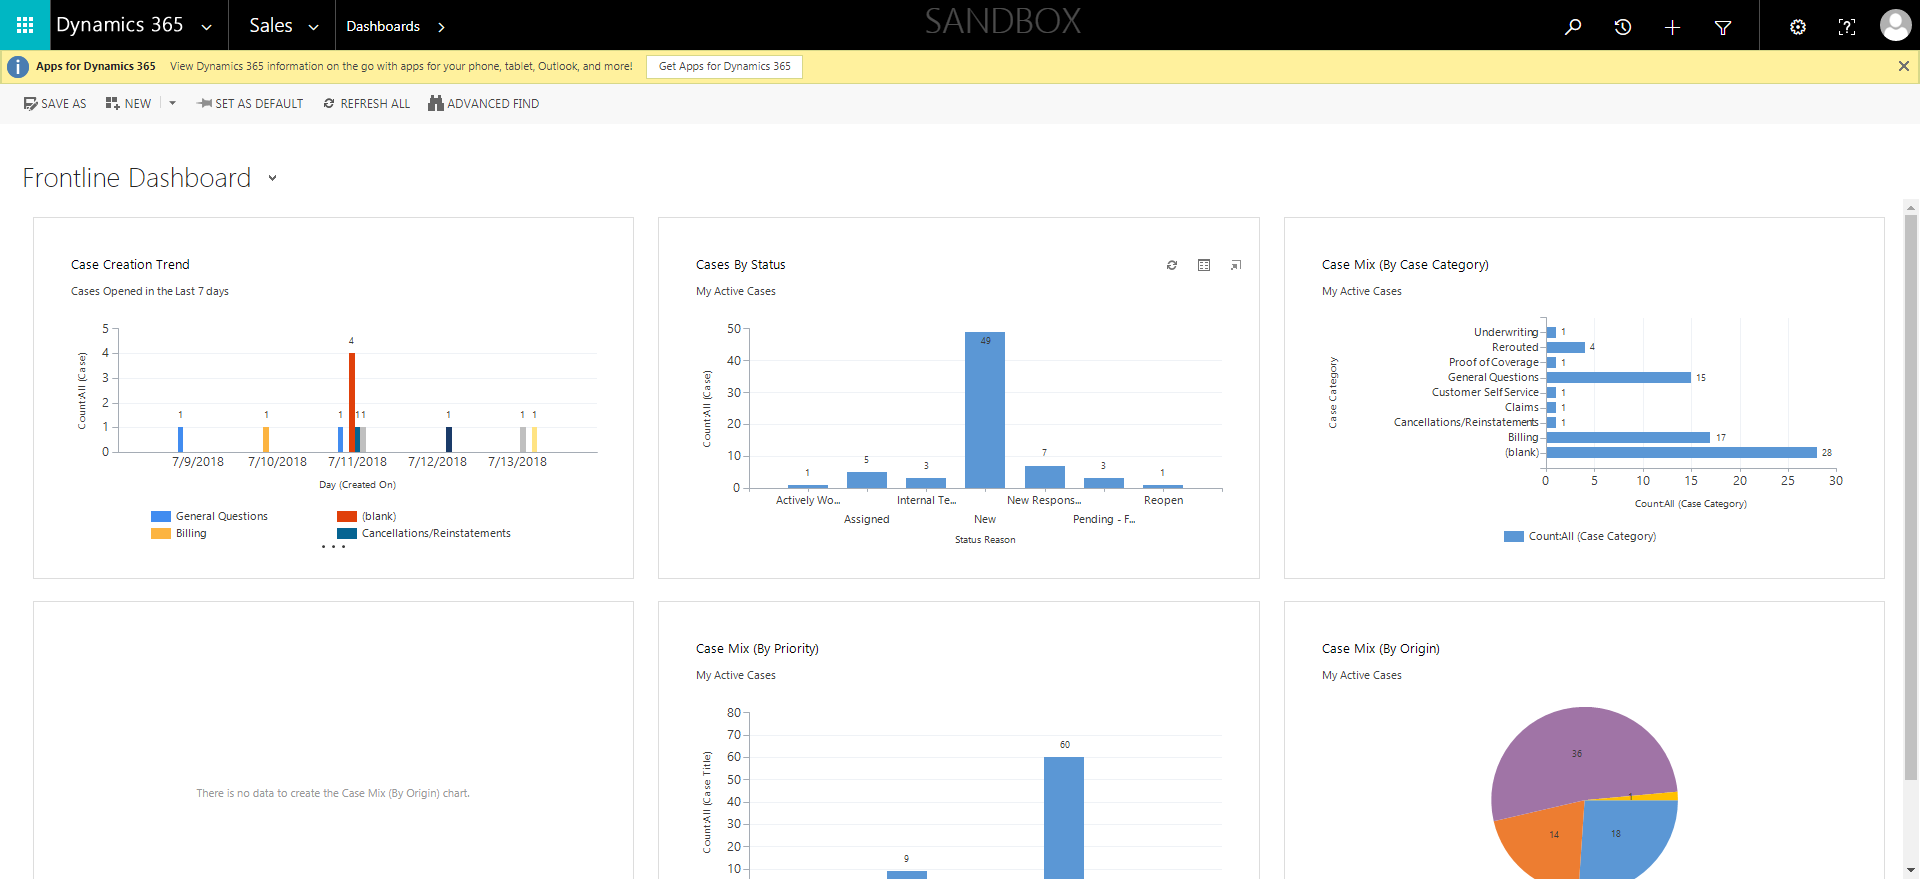 Dynamics 365 Sales Dashboards SANDBOX
Apps for Dynamics 365 View Dynamics 365 information on the go with apps for your phone, tablet, Outlook, and more! Get Apps for Dynamics 365
SAVE AS NEW SET AS DEFAULT REFRESH ALL ADVANCED FIND
Frontline Dashboard
Case Creation Trend
Cases Opened in the Last 7 days
5
4
3
2
1
0
Count:All (Case)
1 1 1 4 1 1 1 1 1
7/9/2018 7/10/2018 7/11/2018 7/12/2018 7/13/2018
Day (Created On)
General Questions (blank)
Billing Cancellations/Reinstatements
Cases By Status
My Active Cases
50
40
30
20
10
0
Count:All (Case)
1 5 3 49 7 3 1
Actively Wo... Internal Te... New Respons... Reopen
Assigned New Pending - F...
Status Reason
Case Mix (By Case Category)
My Active Cases
Case Category
Underwriting 1
Rerouted 4
Proof of Coverage 1
General Questions 15
Customer Self Service 1
Claims 1
Cancellations/Reinstatements 1
Billing 17
(blank) 28
0 5 10 15 20 25 30
Count:All (Case Category)
Count:All (Case Category)
There is no data to create the Case Mix (By Origin) chart.
Case Mix (By Priority)
My Active Cases
80
70
60
50
40
30
20
10
Count:All (Case Title)
9 60
Case Mix (By Origin)
My Active Cases
36
1
14 18